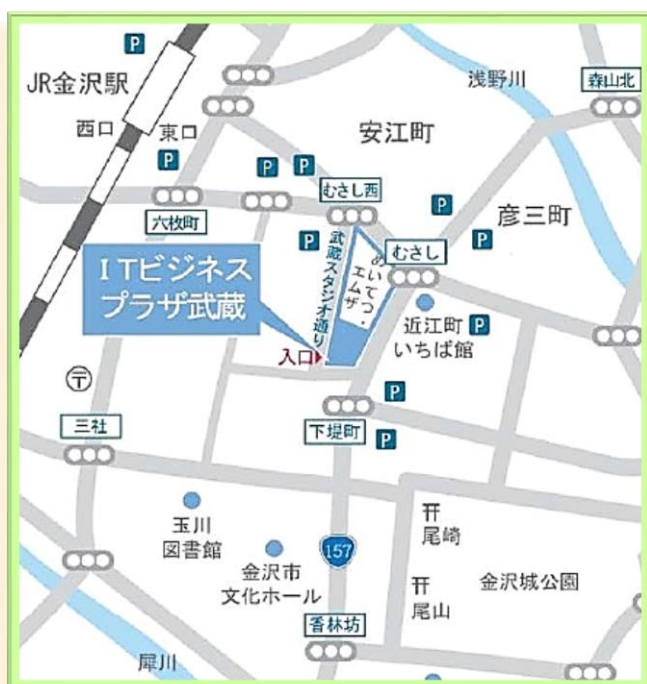 P
浅野川
森山北
JR金沢駅
西口
東口
安江町
P
P
P
むさし西
六枚町
P
彦三町
P
P
むさし
武蔵スタジオ通り
めいてつ・
エムザ
ITビジネス
プラザ武蔵
近江町
いちば館
P
入口
〒
P
下堤町
P
三社
玉川
図書館
157
金沢市
文化ホール
尾崎
尾山
金沢城公園
香林坊
犀川